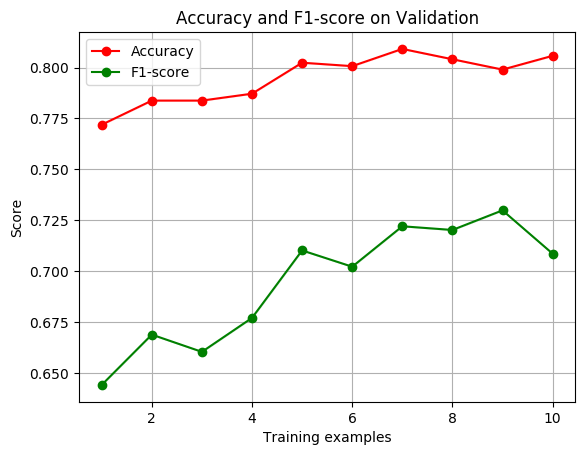 Accuracy and F1-score on Validation
Accuracy
F1-score
0.800
0.775
0.750
0.725
0.700
0.675
0.650
Score
2 4 6 8 10
Training examples